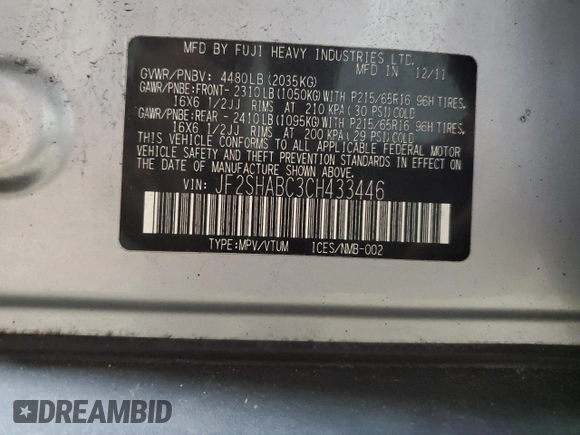 MFD BY FUJI HEAVY INDUSTRIES LTD.
MFD IN 12/11
GVWR/PNBV: 4480LB(2035KG)
GAWR/PNBE:FRONT- 2310LB(1050KG)WITH P215/65R16 96H TIRES,
16X6 1/2JJ RIMS AT 210 KPA(30 PSI)COLD
GAWR/PNBE:REAR - 2410LB(1095KG)WITH P215/65R16 96H TIRES,
16X6 1/2JJ RIMS AT 200 KPA(29 PSI)COLD
THIS VEHICLE CONFORMS TO ALL APPLICABLE FEDERAL MOTOR
VEHICLE SAFETY AND THEFT PREVENTION STANDARDS IN EFFECT ON
THE DATE OF MANUFACTURE SHOWN ABOVE.
VIN: JF2SHABC3CH433446
TYPE:MPV/VTUM ICES/NMB-002
DREAMBID